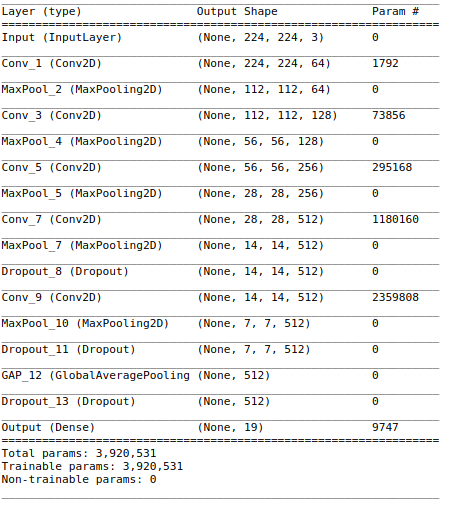 Layer (type) Output Shape Param #
Input (InputLayer) (None, 224, 224, 3) 0
Conv_1 (Conv2D) (None, 224, 224, 64) 1792
MaxPool_2 (MaxPooling2D) (None, 112, 112, 64) 0
Conv_3 (Conv2D) (None, 112, 112, 128) 73856
MaxPool_4 (MaxPooling2D) (None, 56, 56, 128) 0
Conv_5 (Conv2D) (None, 56, 56, 256) 295168
MaxPool_5 (MaxPooling2D) (None, 28, 28, 256) 0
Conv_7 (Conv2D) (None, 28, 28, 512) 1180160
MaxPool_7 (MaxPooling2D) (None, 14, 14, 512) 0
Dropout_8 (Dropout) (None, 14, 14, 512) 0
Conv_9 (Conv2D) (None, 14, 14, 512) 2359808
MaxPool_10 (MaxPooling2D) (None, 7, 7, 512) 0
Dropout_11 (Dropout) (None, 7, 7, 512) 0
GAP_12 (GlobalAveragePooling (None, 512) 0
Dropout_13 (Dropout) (None, 512) 0
Output (Dense) (None, 19) 9747
Total params: 3,920,531
Trainable params: 3,920,531
Non-trainable params: 0